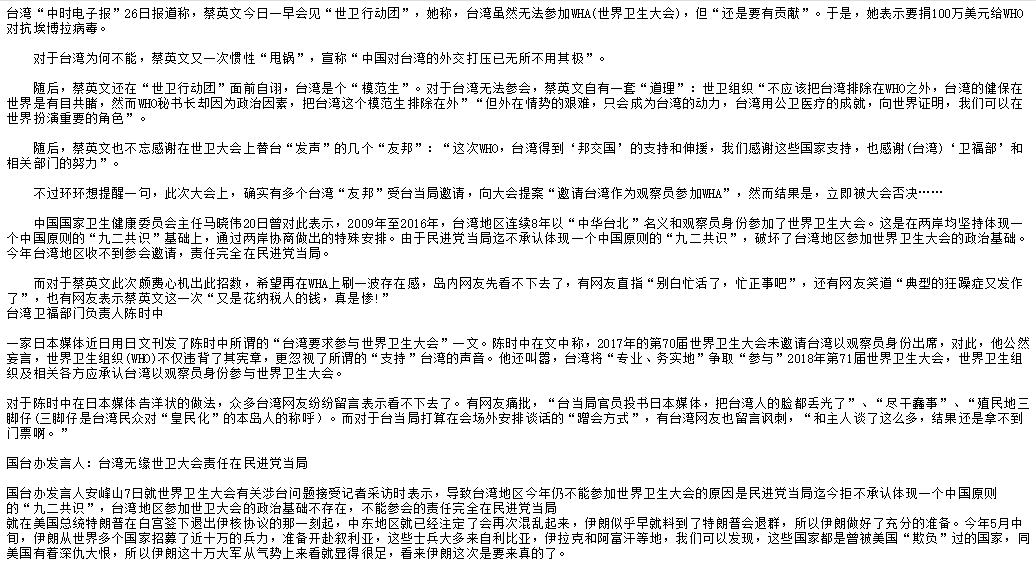 台湾“中时电子报”26日报道称，蔡英文今日一早会见“世卫行动团”，她称，台湾虽然无法参加WHA(世界卫生大会)，但“还是要有贡献”。于是，她表示要捐100万美元给WHO
对抗埃博拉病毒。
对于台湾为何不能，蔡英文又一次惯性“甩锅”，宣称“中国对台湾的外交打压已无所不用其极”。
随后，蔡英文还在“世卫行动团”面前自诩，台湾是个“模范生”。对于台湾无法参会，蔡英文自有一套“道理”：世卫组织“不应该把台湾排除在WHO之外，台湾的健保在
世界是有目共睹，然而WHO秘书长却因为政治因素，把台湾这个模范生排除在外”“但外在情势的艰难，只会成为台湾的动力，台湾用公卫医疗的成就，向世界证明，我们可以在
世界扮演重要的角色”。
随后，蔡英文也不忘感谢在世卫大会上替台“发声”的几个“友邦”：“这次WHO，台湾得到‘邦交国’的支持和伸援，我们感谢这些国家支持，也感谢(台湾)‘卫福部’和
相关部门的努力”。
不过环环想提醒一句，此次大会上，确实有多个台湾“友邦”受台当局邀请，向大会提案“邀请台湾作为观察员参加WHA”，然而结果是，立即被大会否决……
中国国家卫生健康委员会主任马晓伟20日曾对此表示，2009年至2016年，台湾地区连续8年以“中华台北”名义和观察员身份参加了世界卫生大会。这是在两岸均坚持体现一
个中国原则的“九二共识”基础上，通过两岸协商做出的特殊安排。由于民进党当局迄不承认体现一个中国原则的“九二共识”，破坏了台湾地区参加世界卫生大会的政治基础。
今年台湾地区收不到参会邀请，责任完全在民进党当局。
而对于蔡英文此次颇费心机出此招数，希望再在WHA上刷一波存在感，岛内网友先看不下去了，有网友直指“别白忙活了，忙正事吧”，还有网友笑道“典型的狂躁症又发作
了”，也有网友表示蔡英文这一次“又是花纳税人的钱，真是惨!”
台湾卫福部门负责人陈时中
一家日本媒体近日用日文刊发了陈时中所谓的“台湾要求参与世界卫生大会”一文。陈时中在文中称，2017年的第70届世界卫生大会未邀请台湾以观察员身份出席，对此，他公然
妄言，世界卫生组织(WHO)不仅违背了其宪章，更忽视了所谓的“支持”台湾的声音。他还叫嚣，台湾将“专业、务实地”争取“参与”2018年第71届世界卫生大会，世界卫生组
织及相关各方应承认台湾以观察员身份参与世界卫生大会。
对于陈时中在日本媒体告洋状的做法，众多台湾网友纷纷留言表示看不下去了。有网友痛批，“台当局官员投书日本媒体，把台湾人的脸都丢光了”、“尽干蠢事”、“殖民地三
脚仔(三脚仔是台湾民众对“皇民化”的本岛人的称呼）。而对于台当局打算在会场外安排谈话的“蹭会方式”，有台湾网友也留言讽刺，“和主人谈了这么多，结果还是拿不到
门票啊。”
国台办发言人：台湾无缘世卫大会责任在民进党当局
国台办发言人安峰山7日就世界卫生大会有关涉台问题接受记者采访时表示，导致台湾地区今年仍不能参加世界卫生大会的原因是民进党当局迄今拒不承认体现一个中国原则
的“九二共识”，台湾地区参加世卫大会的政治基础不存在，不能参会的责任完全在民进党当局
就在美国总统特朗普在白宫签下退出伊核协议的那一刻起，中东地区就已经注定了会再次混乱起来，伊朗似乎早就料到了特朗普会退群，所以伊朗做好了充分的准备。今年5月中
旬，伊朗从世界多个国家招募了近十万的兵力，准备开赴叙利亚，这些士兵大多来自利比亚，伊拉克和阿富汗等地，我们可以发现，这些国家都是曾被美国“欺负”过的国家，同
美国有着深仇大恨，所以伊朗这十万大军从气势上来看就显得很足，看来伊朗这次是要来真的了。